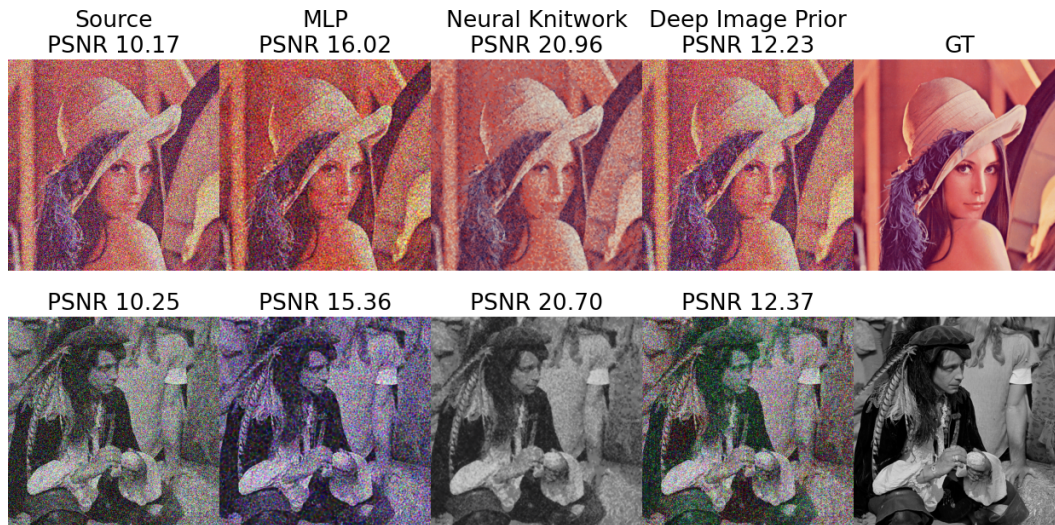 Source
PSNR 10.17
MLP
PSNR 16.02
Neural Knitwork
PSNR 20.96
Deep Image Prior
PSNR 12.23
GT
PSNR 10.25
PSNR 15.36
PSNR 20.70
PSNR 12.37